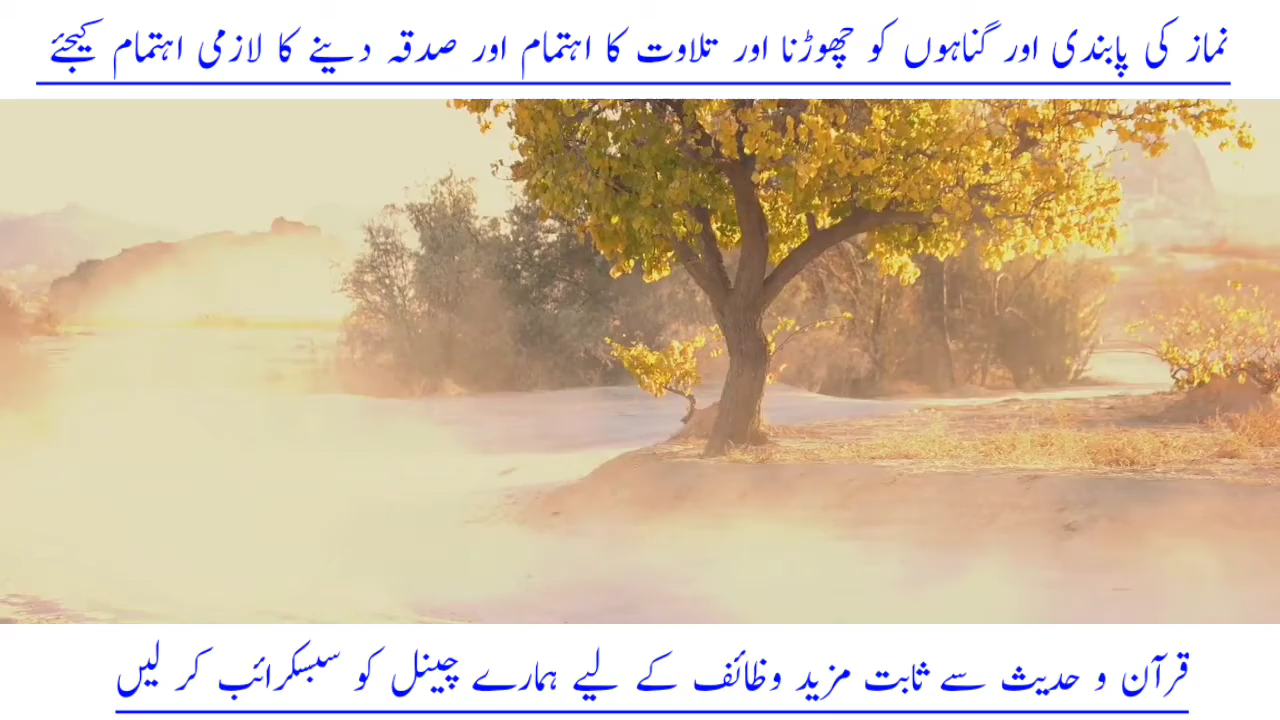 نماز کی پابندی اور گناہوں کو چھوڑنا اور تلاوت کا اہتمام اور صدقہ دینے کا لازمی اہتمام کیجئے
قرآن و حدیث سے ثابت مزید وظائف کے لیے ہمارے چینل کو سبسکرائب کر لیں